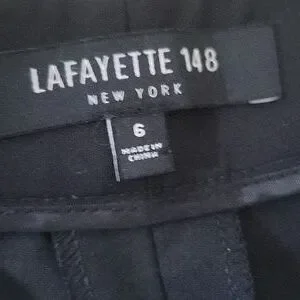 LAFAYETTE 148
NEW YORK
6
MADE IN
CHINA